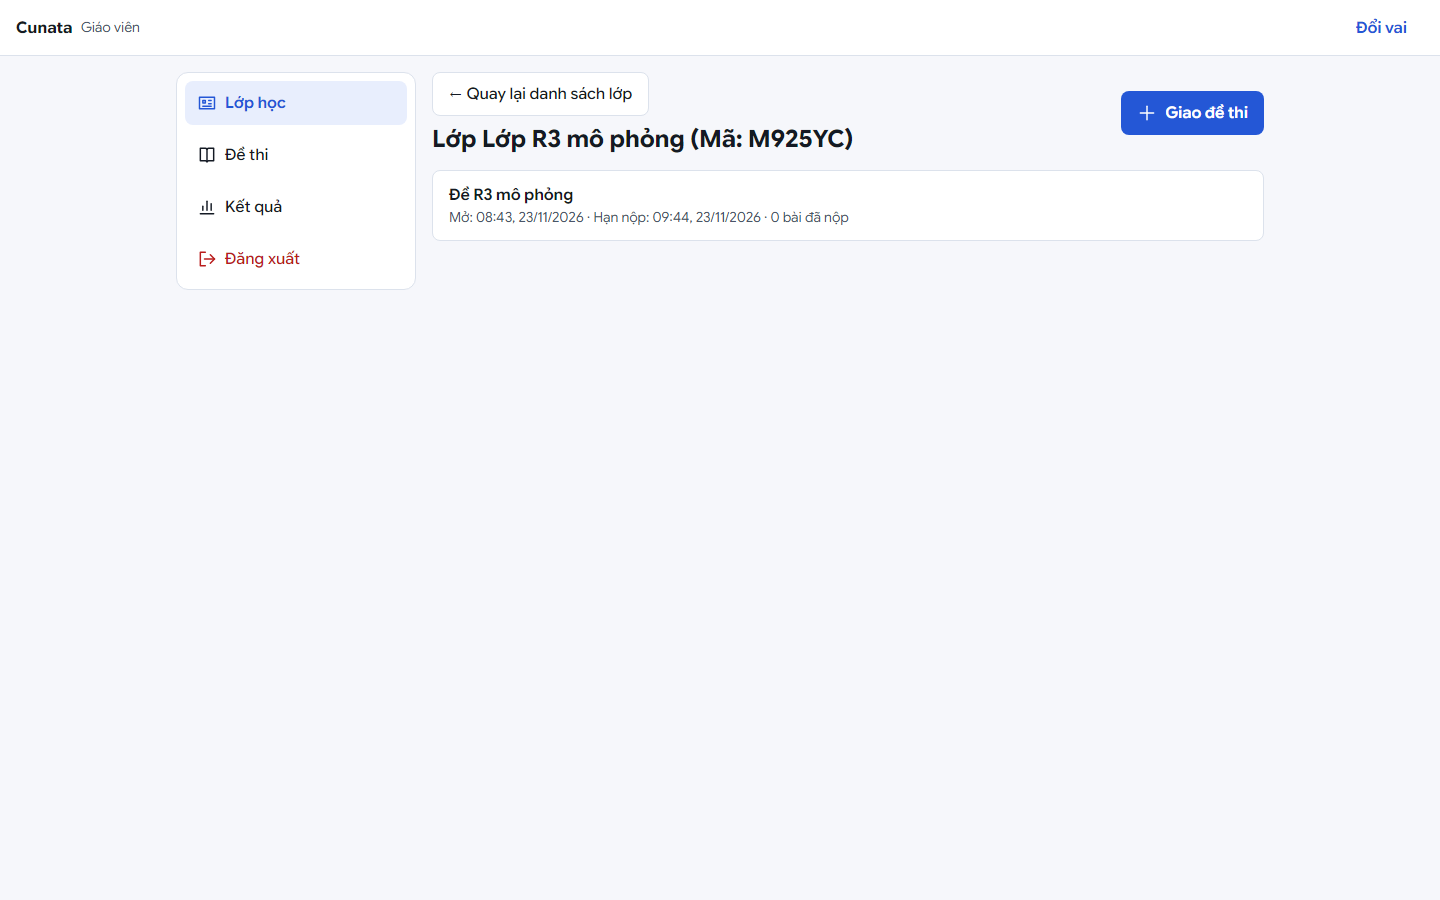 Cunata Giáo viên
Đổi vai
Lớp học
Đề thi
Kết quả
Đăng xuất
← Quay lại danh sách lớp
Lớp Lớp R3 mô phỏng (Mã: M925YC)
Giao đề thi
Đề R3 mô phỏng
Mở: 08:43, 23/11/2026 · Hạn nộp: 09:44, 23/11/2026 · 0 bài đã nộp